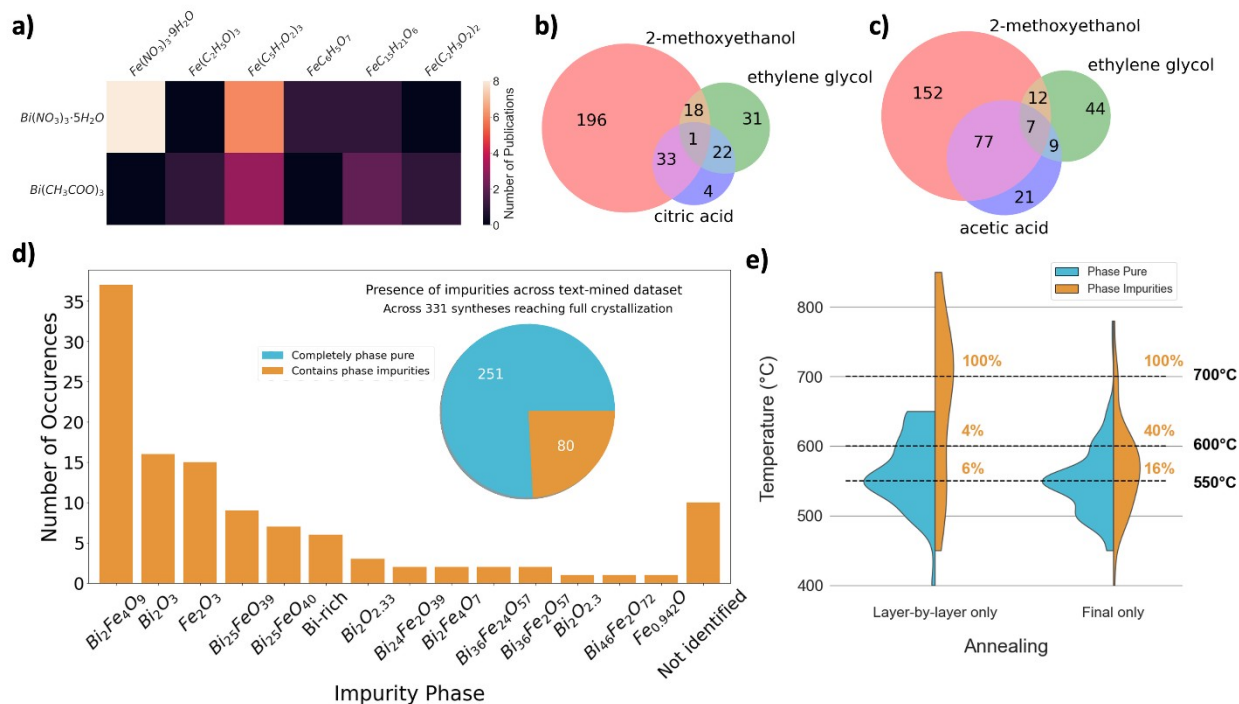 a)
Fe(NO₃)₃·9H₂O
Fe(C₂H₅O)₃
Fe(C₅H₇O₂)₃)
FeC₆H₅O₇
FeC₁₅H₂₁O₆
Fe(C₂H₃O₂)₂
Bi(NO₃)₃·5H₂O
Bi(CH₃COO)₃
8
6
4
2
0
Number of Publications
b)
2-methoxyethanol
ethylene glycol
196
18
31
1
33
22
4
citric acid
c)
2-methoxyethanol
ethylene glycol
152
12
44
7
77
9
21
acetic acid
d)
Presence of impurities across text-mined dataset
Across 331 syntheses reaching full crystallization
Completely phase pure
Contains phase impurities
251
80
Number of Occurences
35
30
25
20
15
10
5
0
Bi₂Fe₄O₉
Bi₂O₃
Fe₂O₃
Bi₂₅FeO₃₉
Bi₂₅FeO₄₀
Bi-rich
Bi₂O₂.₃₃
Bi₂₄Fe₂O₃₉
Bi₂Fe₄O₇
Bi₃₆Fe₂₄O₅₇
Bi₃₆Fe₂O₅₇
Bi₂O₂.₃
Bi₄₆Fe₂O₇₂
Fe₀.₉₄₂O
Not identified
Impurity Phase
e)
Phase Pure
Phase Impurities
Temperature (°C)
800
700
600
500
400
100%
4%
6%
100%
40%
16%
700°C
600°C
550°C
Layer-by-layer only
Final only
Annealing